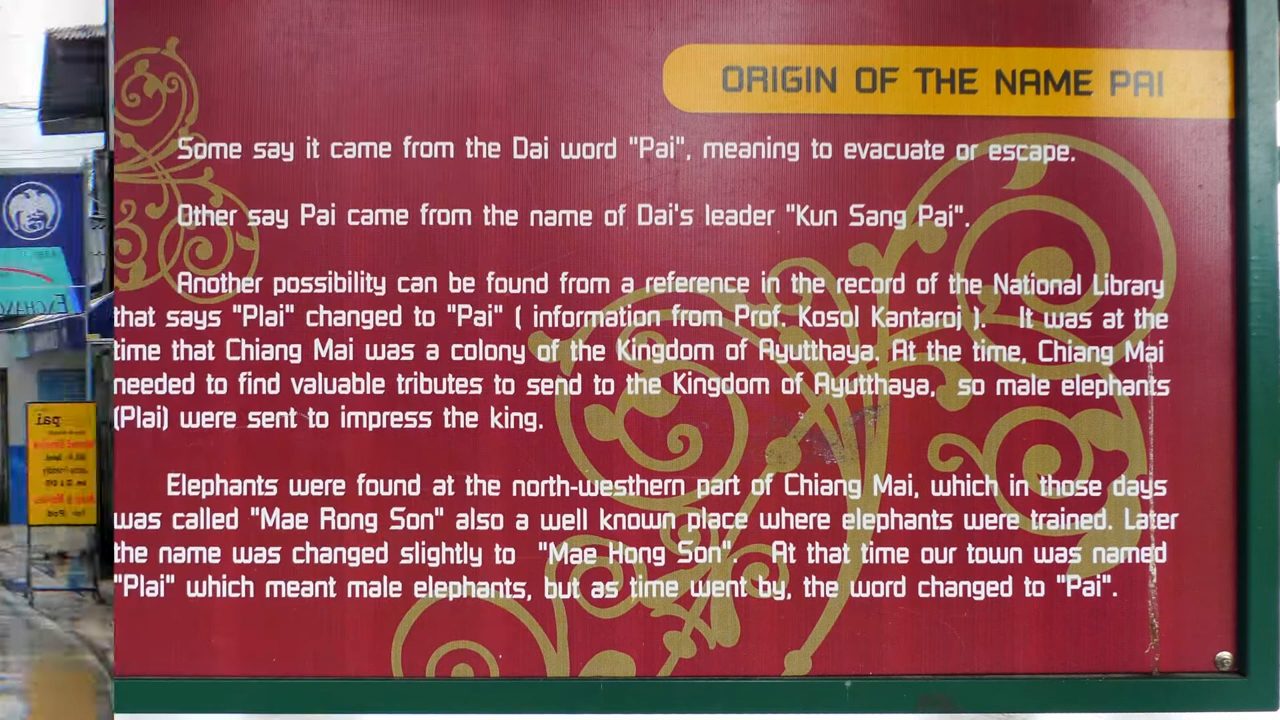 ORIGIN OF THE NAME PAI
Some say it came from the Dai word "Pai", meaning to evacuate or escape.
Other say Pai came from the name of Dai's leader "Kun Sang Pai".
Another possibility can be found from a reference in the record of the National Library
that says "Plai" changed to "Pai" ( information from Prof. Kosol Kantaroj ). It was at the
time that Chiang Mai was a colony of the Kingdom of Ayutthaya. At the time, Chiang Mai
needed to find valuable tributes to send to the Kingdom of Ayutthaya, so male elephants
(Plai) were sent to impress the king.
Elephants were found at the north-westhern part of Chiang Mai, which in those days
was called "Mae Rong Son" also a well known place where elephants were trained. Later
the name was changed slightly to "Mae Hong Son". At that time our town was named
"Plai" which meant male elephants, but as time went by, the word changed to "Pai".
pai